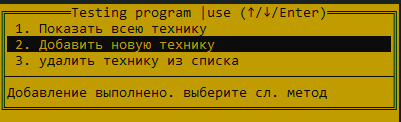 Testing program |use (↑/↓/Enter)
1. Показать всею технику
2. Добавить новую технику
3. удалить технику из списка
Добавление выполнено. выберите сл. метод